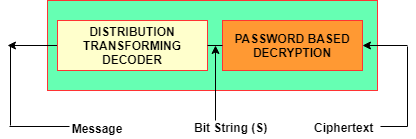 DISTRIBUTION
TRANSFORMING
DECODER
PASSWORD BASED
DECRYPTION
Message
Bit String (S)
Ciphertext